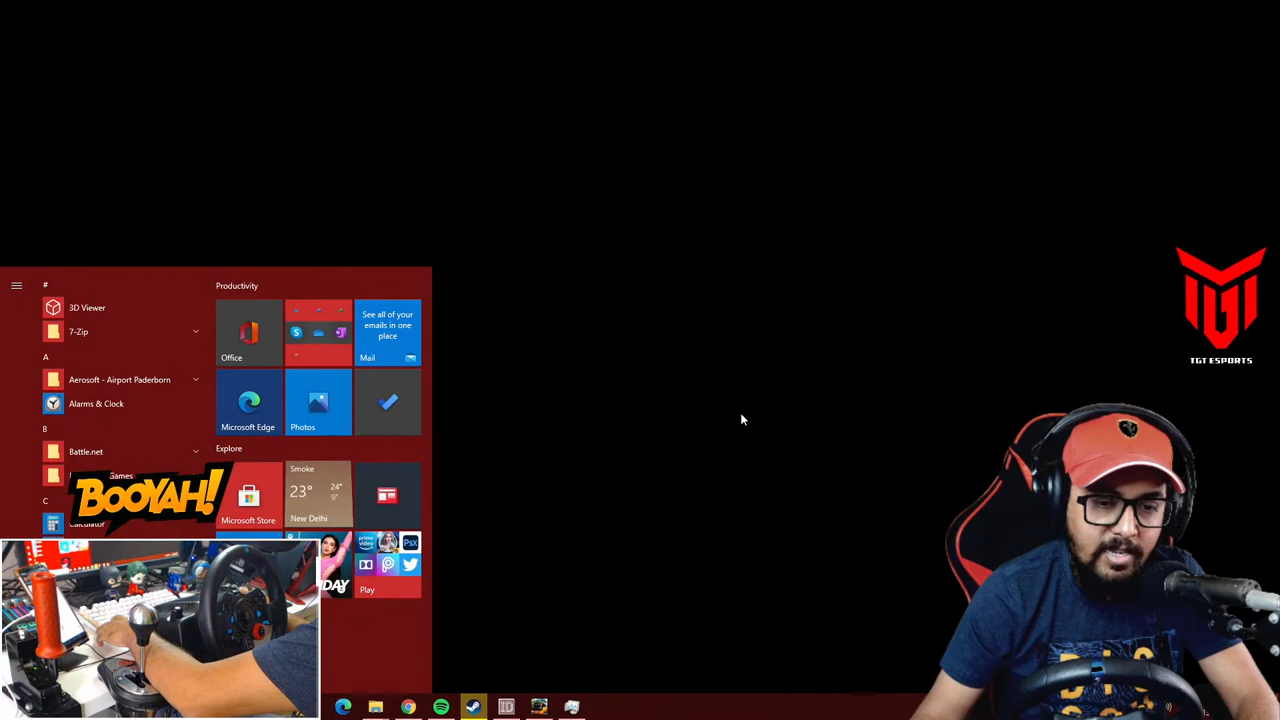 #
3D Viewer
7-Zip
A
Aerosoft - Airport Paderborn
Alarms & Clock
B
Battle.net
Games
C
Calculator
Productivity
Office
See all of your
emails in one
place
Mail
Microsoft Edge
Photos
Explore
Microsoft Store
Smoke
23°
24°
9°
New Delhi
Play
BOOYAH!
TGT ESPORTS